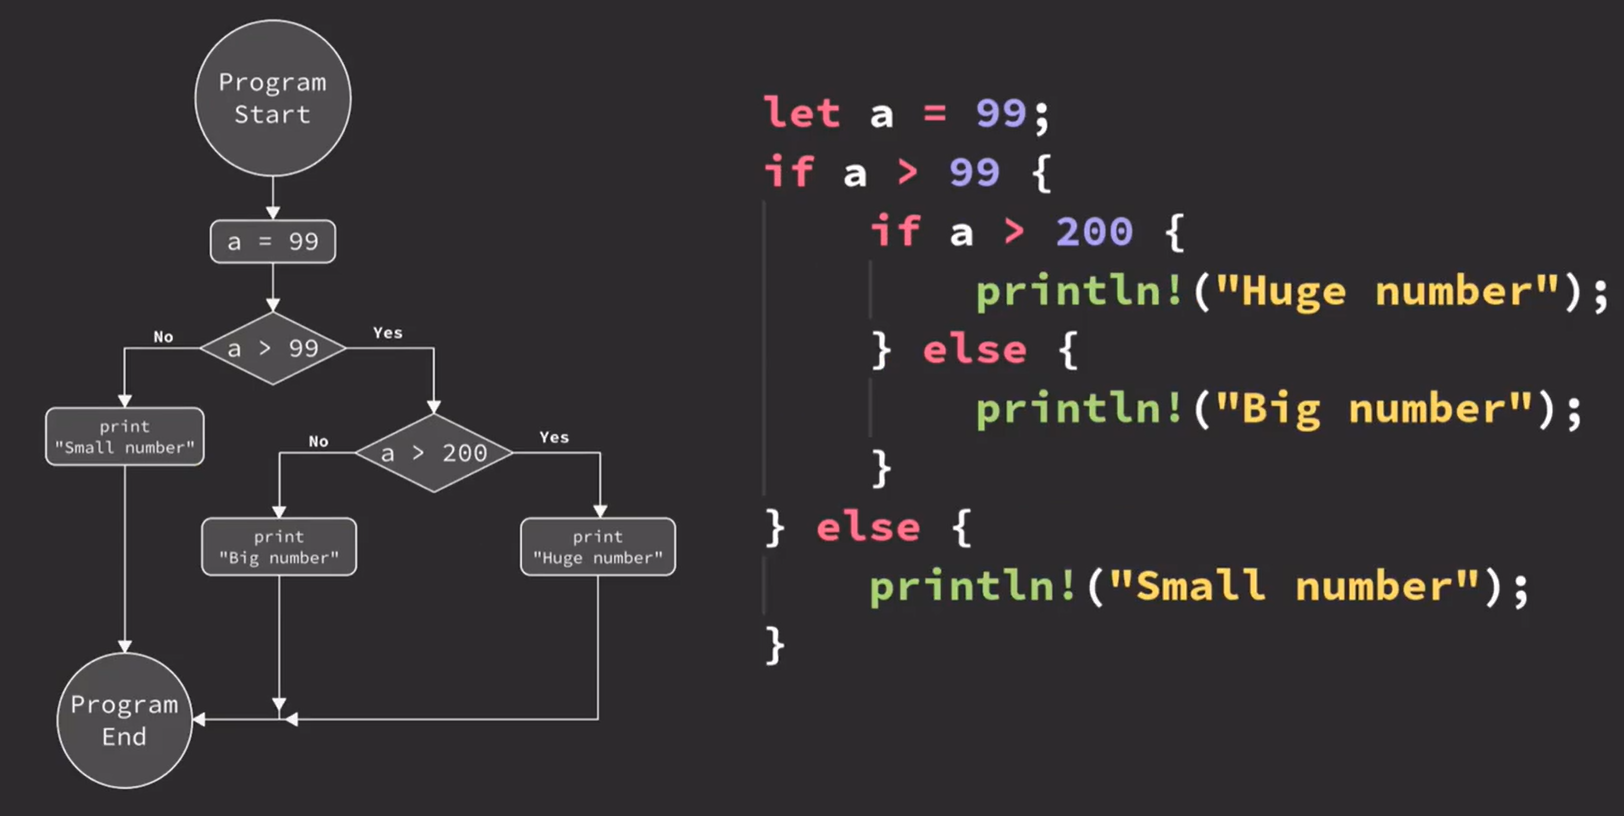 Program
Start
a = 99
No
Yes
a > 99
print
"Small number"
No
Yes
a > 200
print
"Big number"
print
"Huge number"
Program
End
let a = 99;
if a > 99 {
    if a > 200 {
        println!("Huge number");
    } else {
        println!("Big number");
    }
} else {
    println!("Small number");
}